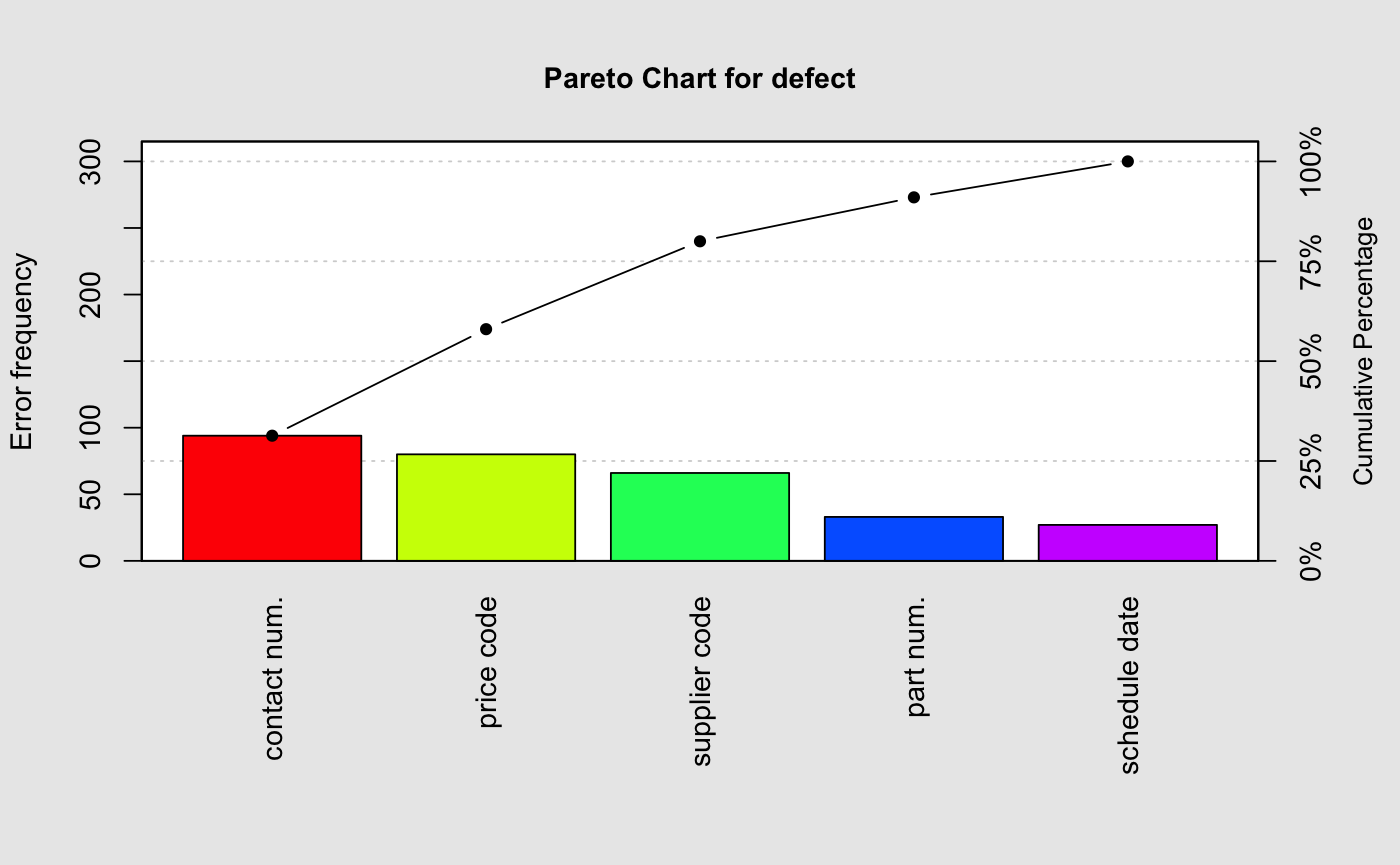 Pareto Chart for defect
Error frequency
300
200
100
50
0
100%
75%
50%
25%
0%
Cumulative Percentage
contact num.
price code
supplier code
part num.
schedule date